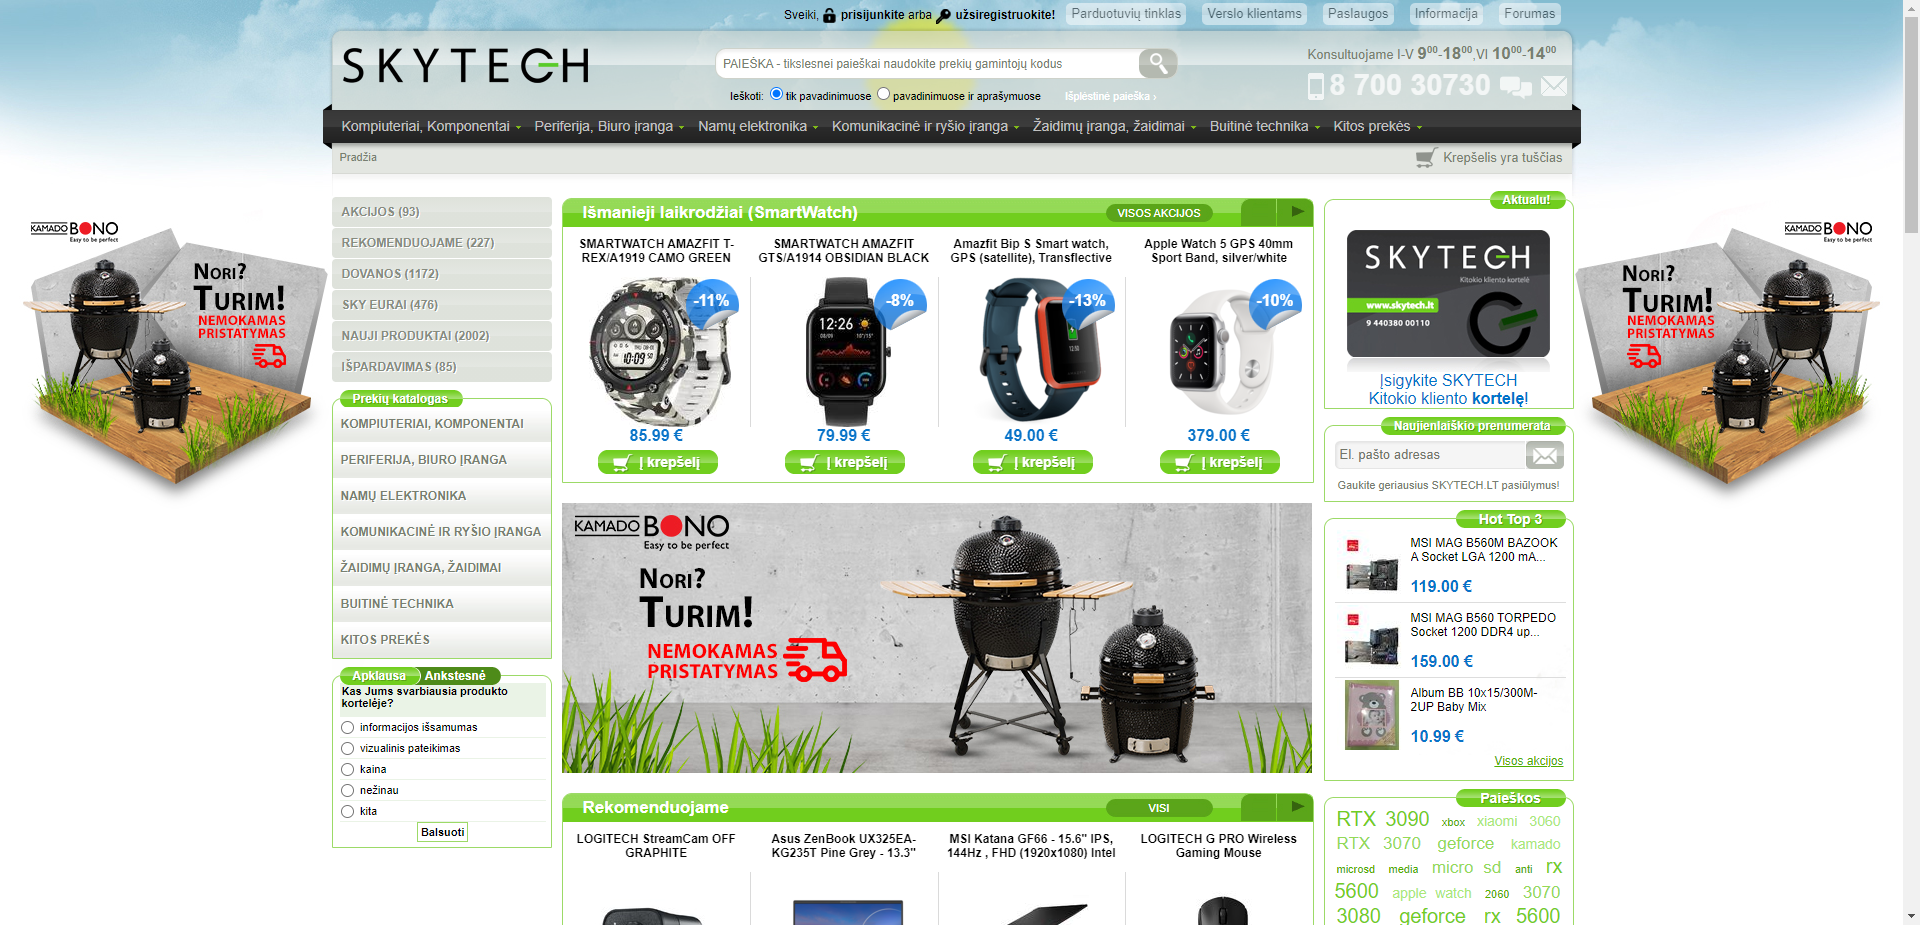 Sveiki, prisijunkite arba užsiregistruokite!
Parduotuvių tinklas
Verslo klientams
Paslaugos
Informacija
Forumas
SKYTECH
PAIEŠKA - tikslesnei paieškai naudokite prekių gamintojų kodus
Ieškoti: tik pavadinimuose pavadinimuose ir aprašymuose
Išplėstinė paieška ›
Konsultuojame I-V 9⁰⁰-18⁰⁰,VI 10⁰⁰-14⁰⁰
8 700 30730
Kompiuteriai, Komponentai
Periferija, Biuro įranga
Namų elektronika
Komunikacinė ir ryšio įranga
Žaidimų įranga, žaidimai
Buitinė technika
Kitos prekės
Pradžia
Krepšelis yra tuščias
KAMADO BONO
Easy to be perfect
Nori?
Turim!
NEMOKAMAS
PRISTATYMAS
AKCIJOS (93)
REKOMENDUOJAME (227)
DOVANOS (1172)
SKY EURAI (476)
NAUJI PRODUKTAI (2002)
IŠPARDAVIMAS (85)
Prekių katalogas
KOMPIUTERIAI, KOMPONENTAI
PERIFERIJA, BIURO ĮRANGA
NAMŲ ELEKTRONIKA
KOMUNIKACINĖ IR RYŠIO ĮRANGA
ŽAIDIMŲ ĮRANGA, ŽAIDIMAI
BUITINĖ TECHNIKA
KITOS PREKĖS
Apklausa
Ankstesnė
Kas Jums svarbiausia produkto
kortelėje?
informacijos išsamumas
vizualinis pateikimas
kaina
nežinau
kita
Balsuoti
Išmanieji laikrodžiai (SmartWatch)
VISOS AKCIJOS
SMARTWATCH AMAZFIT T-
REX/A1919 CAMO GREEN
-11%
85.99 €
Į krepšelį
SMARTWATCH AMAZFIT
GTS/A1914 OBSIDIAN BLACK
-8%
12:26
79.99 €
Į krepšelį
Amazfit Bip S Smart watch,
GPS (satellite), Transflective
-13%
49.00 €
Į krepšelį
Apple Watch 5 GPS 40mm
Sport Band, silver/white
-10%
379.00 €
Į krepšelį
KAMADO BONO
Easy to be perfect
Nori?
Turim!
NEMOKAMAS
PRISTATYMAS
Rekomenduojame
VISI
LOGITECH StreamCam OFF
GRAPHITE
Asus ZenBook UX325EA-
KG235T Pine Grey - 13.3"
MSI Katana GF66 - 15.6" IPS,
144Hz , FHD (1920x1080) Intel
LOGITECH G PRO Wireless
Gaming Mouse
Aktualu!
SKYTECH
Kitokio kliento kortelė
www.skytech.lt
9 440380 00110
Įsigykite SKYTECH
Kitokio kliento kortelę!
Naujienlaiškio prenumerata
El. pašto adresas
Gaukite geriausius SKYTECH.LT pasiūlymus!
Hot Top 3
MSI MAG B560M BAZOOK
A Socket LGA 1200 mA...
119.00 €
MSI MAG B560 TORPEDO
Socket 1200 DDR4 up...
159.00 €
Album BB 10x15/300M-
2UP Baby Mix
10.99 €
Visos akcijos
Paieškos
RTX 3090 xbox xiaomi 3060
RTX 3070 geforce kamado
microsd media micro sd anti rx
5600 apple watch 2060 3070
3080 geforce rx 5600
KAMADO BONO
Easy to be perfect
Nori?
Turim!
NEMOKAMAS
PRISTATYMAS